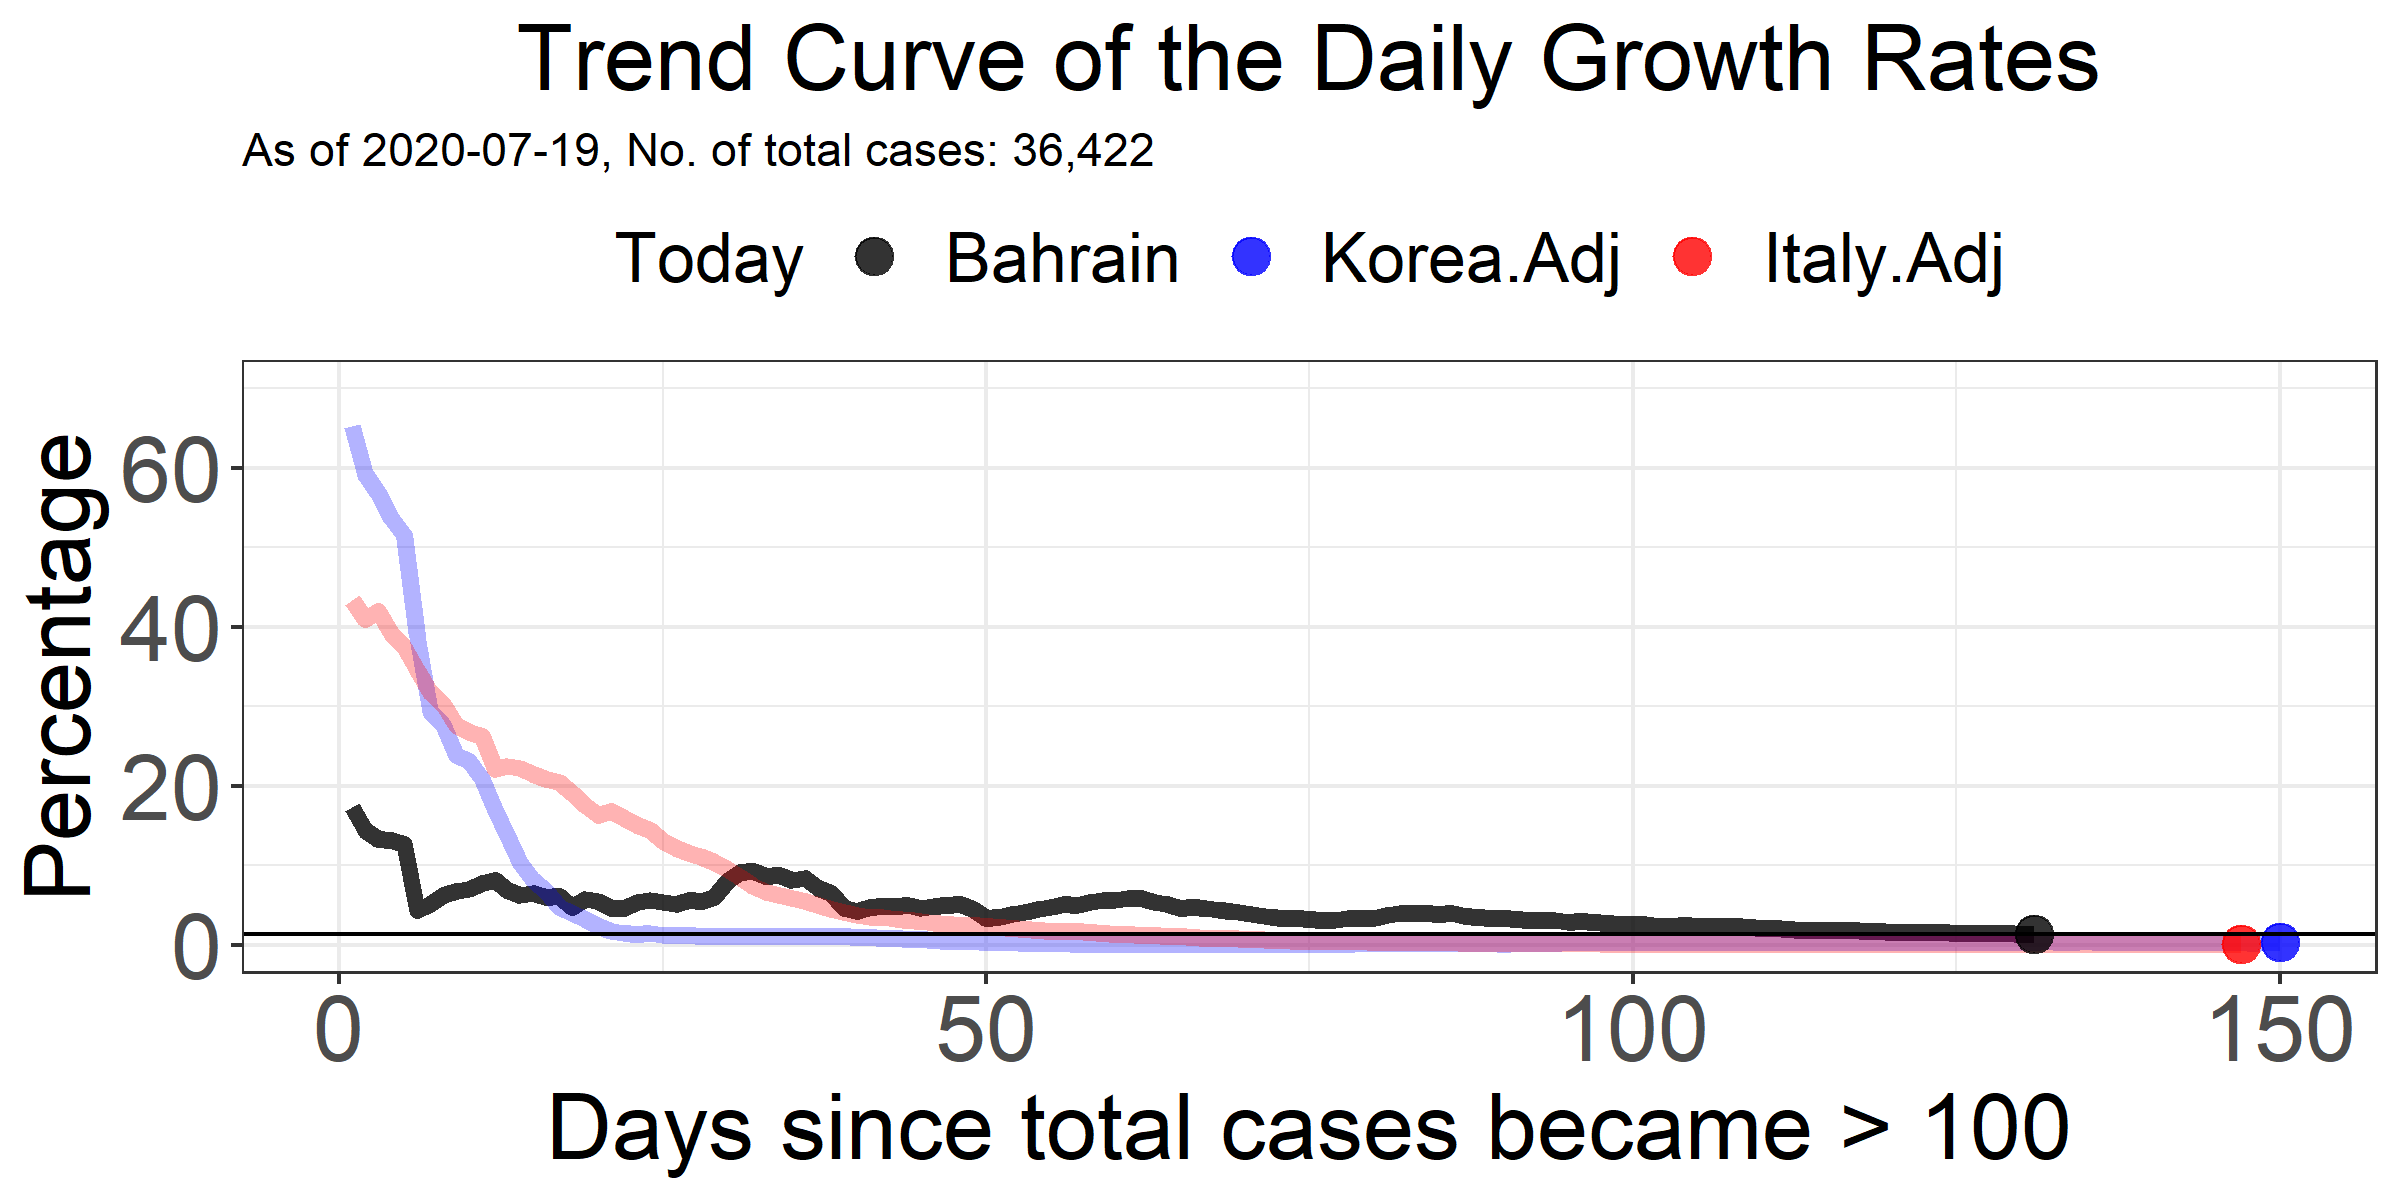 Trend Curve of the Daily Growth Rates
As of 2020-07-19, No. of total cases: 36,422
Today Bahrain Korea.Adj Italy.Adj
Percentage
60
40
20
0
0 50 100 150
Days since total cases became > 100